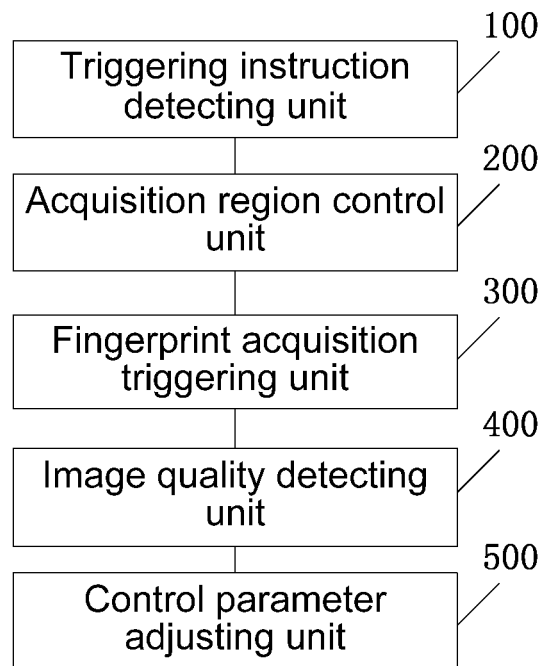 100
Triggering instruction
detecting unit
200
Acquisition region control
unit
300
Fingerprint acquisition
triggering unit
400
Image quality detecting
unit
500
Control parameter
adjusting unit